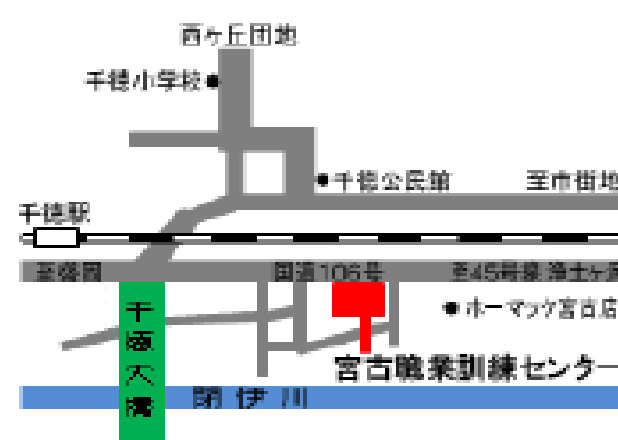 西ヶ丘団地
千徳小学校
千徳公民館
至市街地
千徳駅
至盛岡
国道106号
至45号線 浄土ヶ浜
ホーマック宮古店
千徳大橋
宮古職業訓練センター
閉伊川